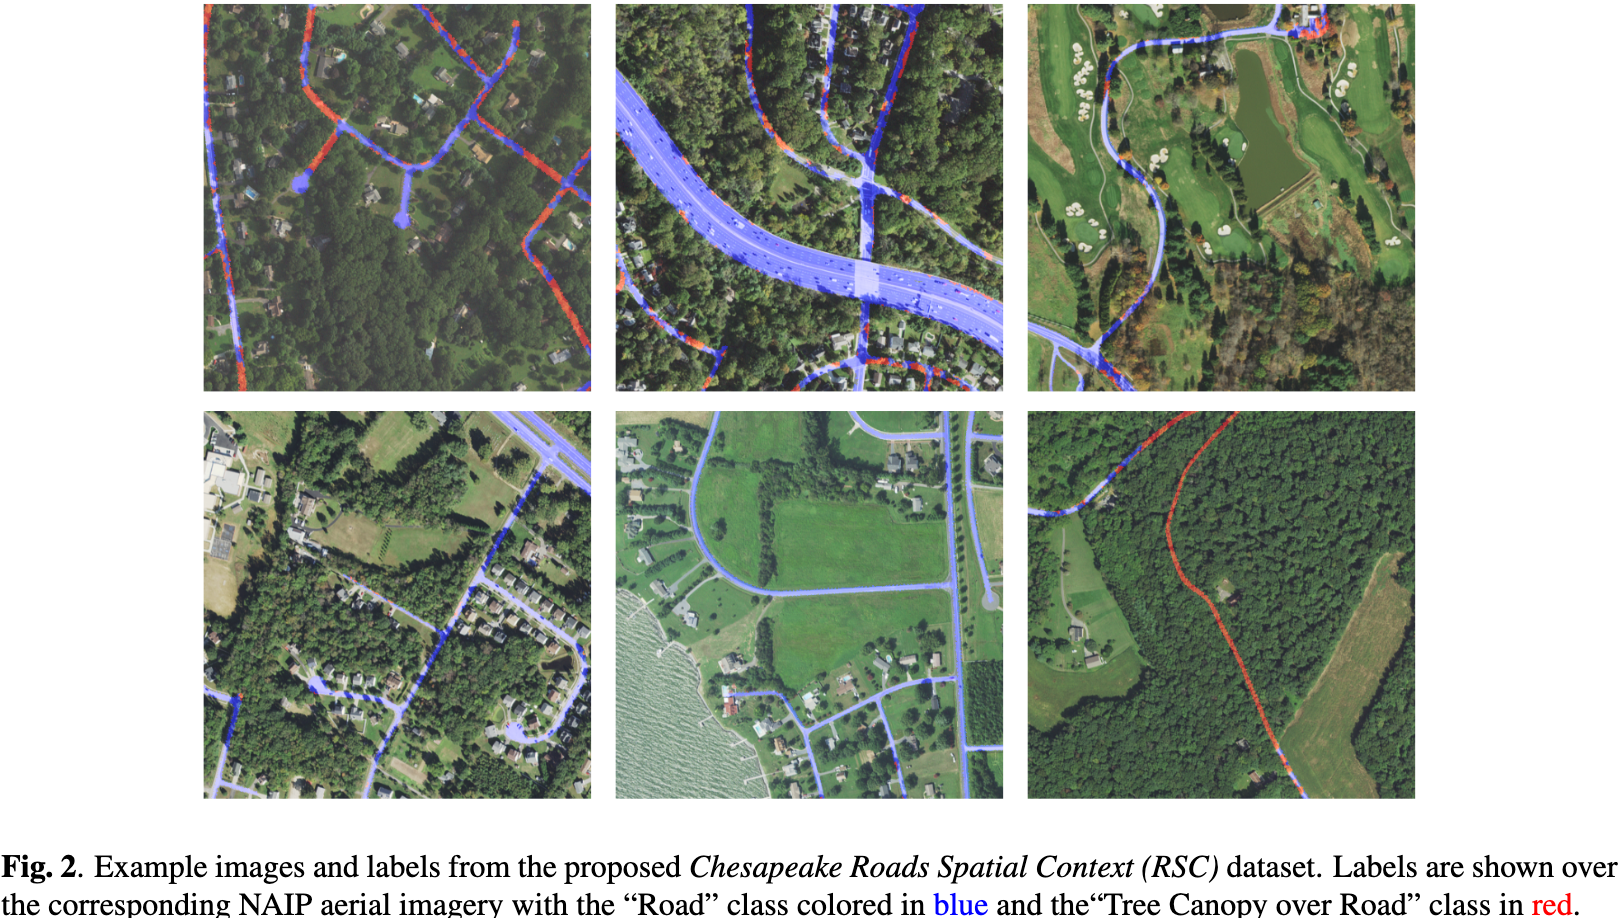 Fig. 2. Example images and labels from the proposed Chesapeake Roads Spatial Context (RSC) dataset. Labels are shown over
the corresponding NAIP aerial imagery with the “Road” class colored in blue and the“Tree Canopy over Road” class in red.